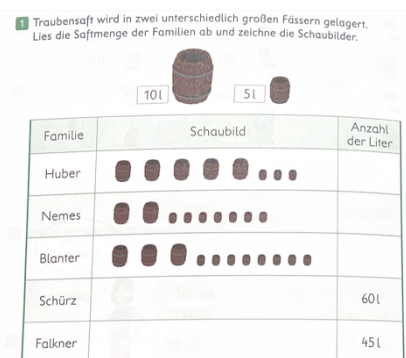 1 Traubensaft wird in zwei unterschiedlich großen Fässern gelagert.
Lies die Saftmenge der Familien ab und zeichne die Schaubilder.
10 l 5 l
Familie Schaubild Anzahl der Liter
Huber
Nemes
Blanter
Schürz 60 l
Falkner 45 l